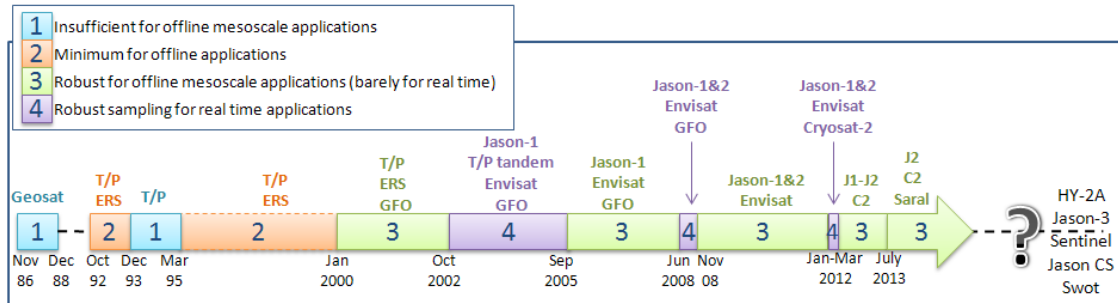 1 Insufficient for offline mesoscale applications
2 Minimum for offline applications
3 Robust for offline mesoscale applications (barely for real time)
4 Robust sampling for real time applications
Geosat
T/P
ERS
T/P
T/P
ERS
T/P
ERS
GFO
Jason-1
T/P tandem
Envisat
GFO
Jason-1
Envisat
GFO
Jason-1&2
Envisat
GFO
Jason-1&2
Envisat
Jason-1&2
Envisat
Cryosat-2
J1-J2
C2
J2
C2
Saral
1 2 1 2 3 4 3 4 3 4 3 3
?
HY-2A
Jason-3
Sentinel
Jason CS
Swot
Nov Dec Oct Dec Mar Jan Oct Sep Jun Nov Jan-Mar July
86 88 92 93 95 2000 2002 2005 2008 08 2012 2013